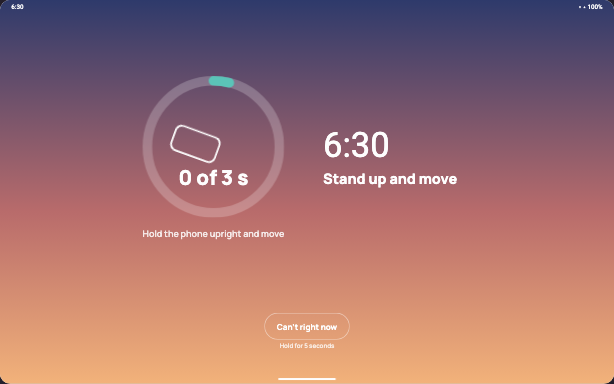 6:30
100%
0 of 3 s
Hold the phone upright and move
6:30
Stand up and move
Can't right now
Hold for 5 seconds